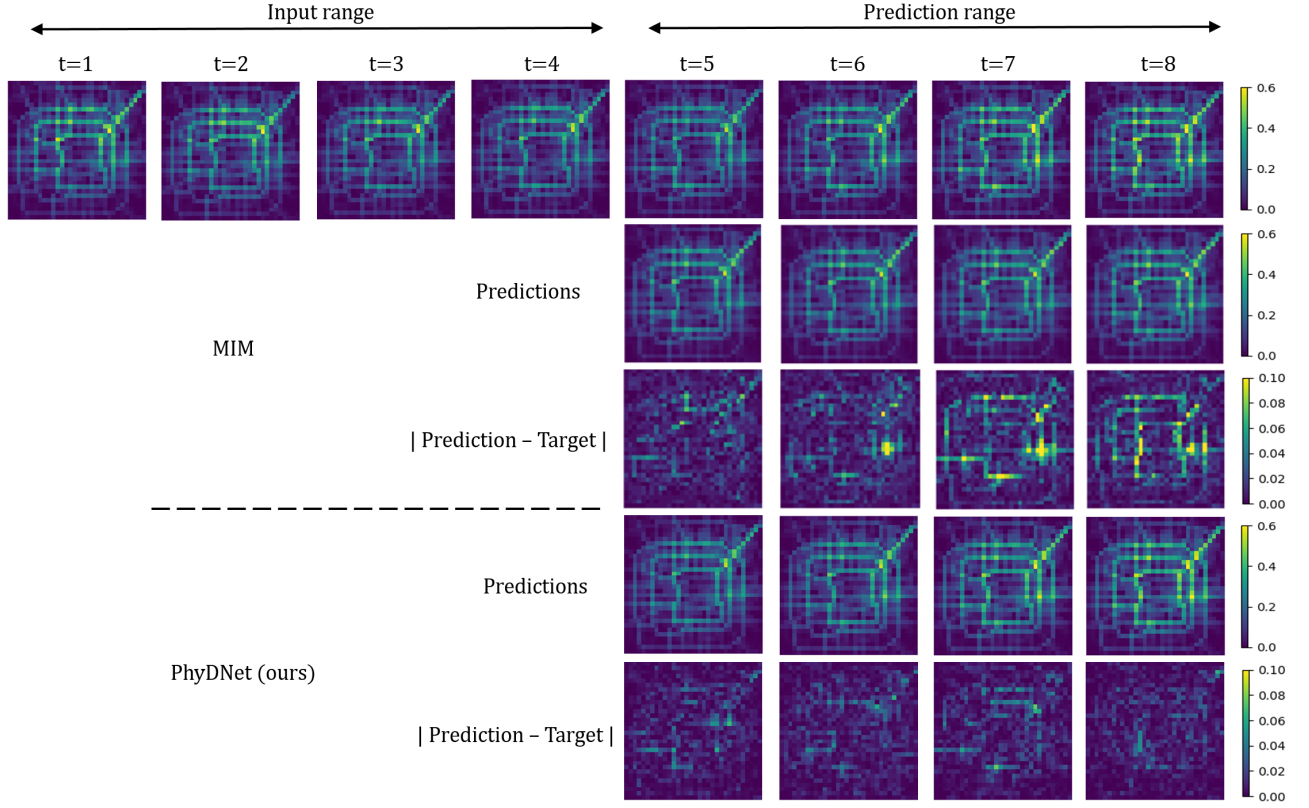 Input range
Prediction range
t=1 t=2 t=3 t=4 t=5 t=6 t=7 t=8
0.6
0.4
0.2
0.0
Predictions
0.6
0.4
0.2
0.0
MIM
| Prediction – Target |
0.10
0.08
0.06
0.04
0.02
0.00
Predictions
0.6
0.4
0.2
0.0
PhyDNet (ours)
| Prediction – Target |
0.10
0.08
0.06
0.04
0.02
0.00